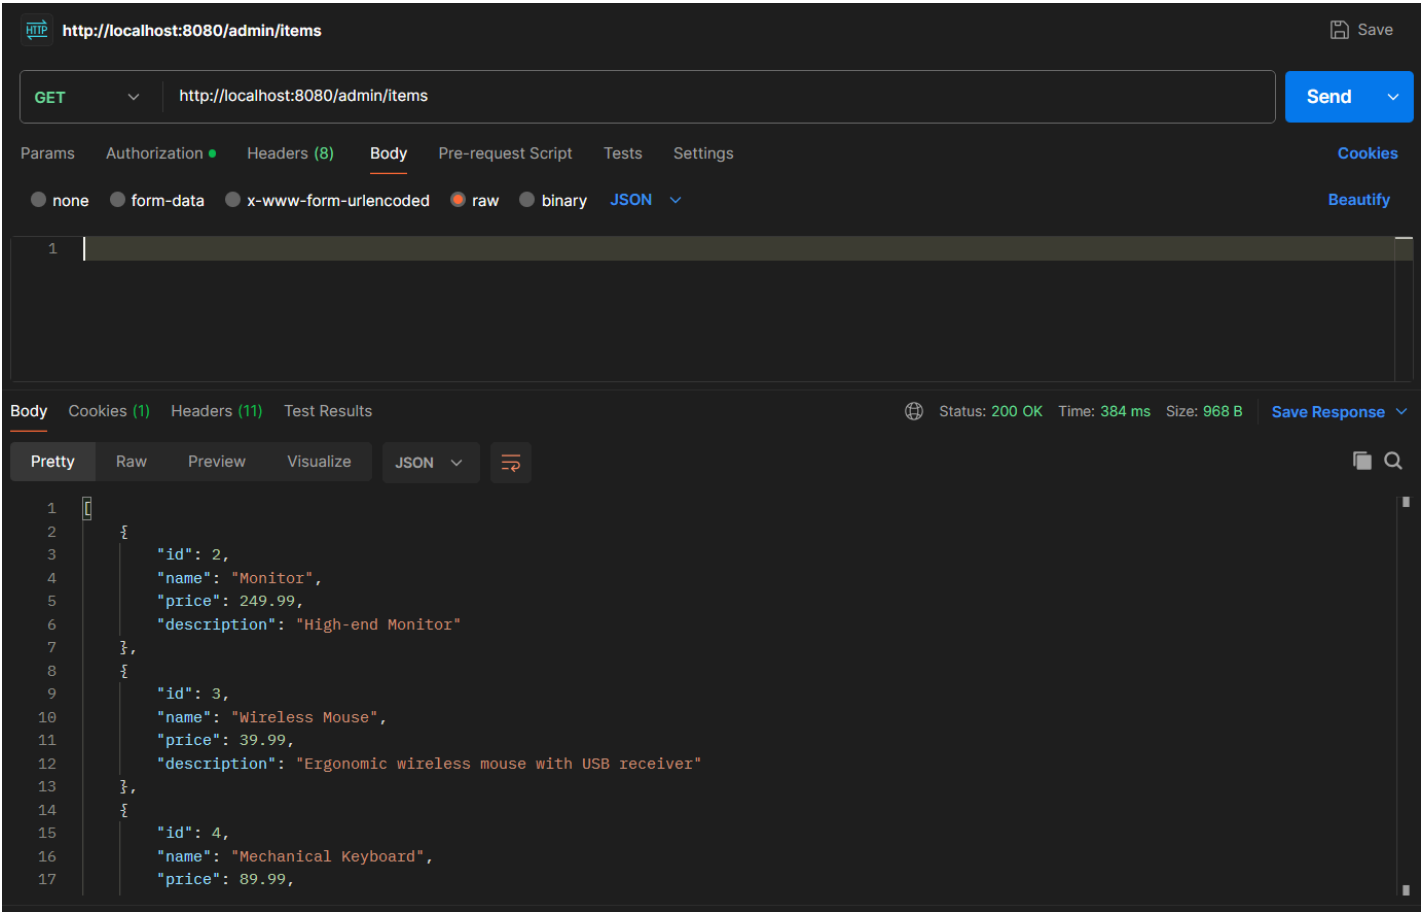 HTTP http://localhost:8080/admin/items Save
GET http://localhost:8080/admin/items Send
Params Authorization Headers (8) Body Pre-request Script Tests Settings Cookies
none form-data x-www-form-urlencoded raw binary JSON Beautify
1
Body Cookies (1) Headers (11) Test Results Status: 200 OK Time: 384 ms Size: 968 B Save Response
Pretty Raw Preview Visualize JSON
1 [
2 {
3 "id": 2,
4 "name": "Monitor",
5 "price": 249.99,
6 "description": "High-end Monitor"
7 },
8 {
9 "id": 3,
10 "name": "Wireless Mouse",
11 "price": 39.99,
12 "description": "Ergonomic wireless mouse with USB receiver"
13 },
14 {
15 "id": 4,
16 "name": "Mechanical Keyboard",
17 "price": 89.99,